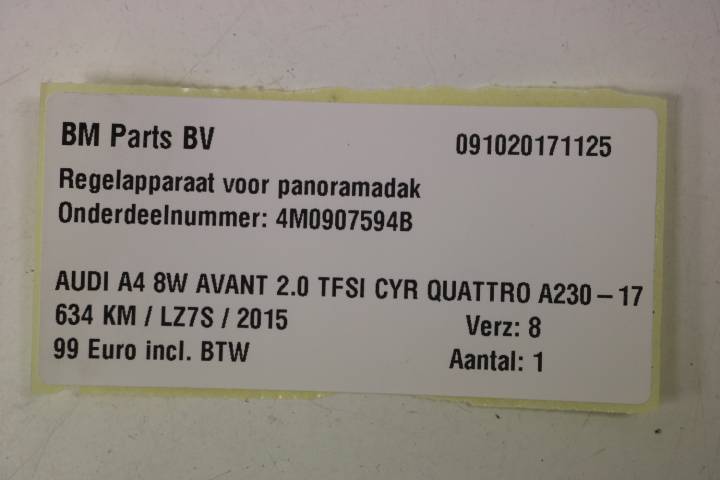 BM Parts BV 091020171125
Regelapparaat voor panoramadak
Onderdeelnummer: 4M0907594B
AUDI A4 8W AVANT 2.0 TFSI CYR QUATTRO A230 – 17
634 KM / LZ7S / 2015 Verz: 8
99 Euro incl. BTW Aantal: 1